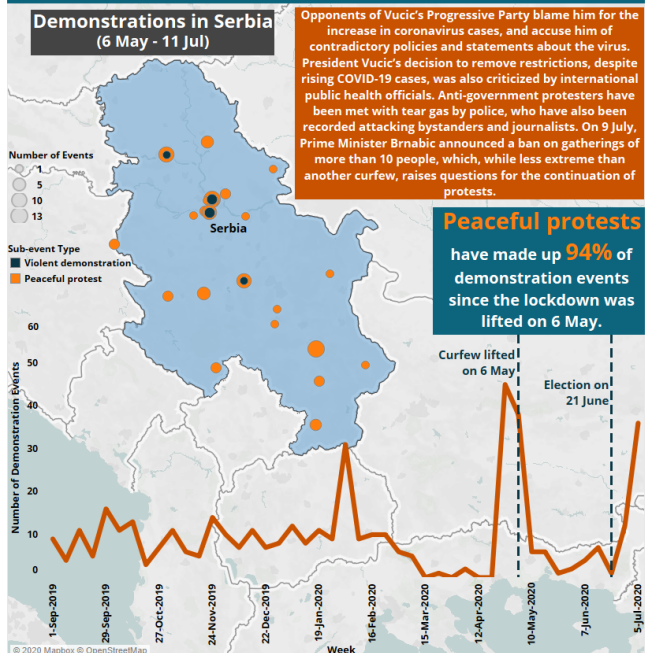 Demonstrations in Serbia
(6 May - 11 Jul)
Opponents of Vucic's Progressive Party blame him for the
increase in coronavirus cases, and accuse him of
contradictory policies and statements about the virus.
President Vucic's decision to remove restrictions, despite
rising COVID-19 cases, was also criticized by international
public health officials. Anti-government protesters have
been met with tear gas by police, who have also been
recorded attacking bystanders and journalists. On 9 July,
Prime Minister Brnabic announced a ban on gatherings of
more than 10 people, which, while less extreme than
another curfew, raises questions for the continuation of
protests.
Number of Events
1
5
10
13
Sub-event Type
Violent demonstration
Peaceful protest
Serbia
Peaceful protests
have made up 94% of
demonstration events
since the lockdown was
lifted on 6 May.
Curfew lifted
on 6 May
Election on
21 June
Number of Demonstration Events
60
50
40
30
20
10
0
1-Sep-2019
29-Sep-2019
27-Oct-2019
24-Nov-2019
22-Dec-2019
19-Jan-2020
16-Feb-2020
15-Mar-2020
12-Apr-2020
10-May-2020
7-Jun-2020
5-Jul-2020
Week
© 2020 Mapbox © OpenStreetMap